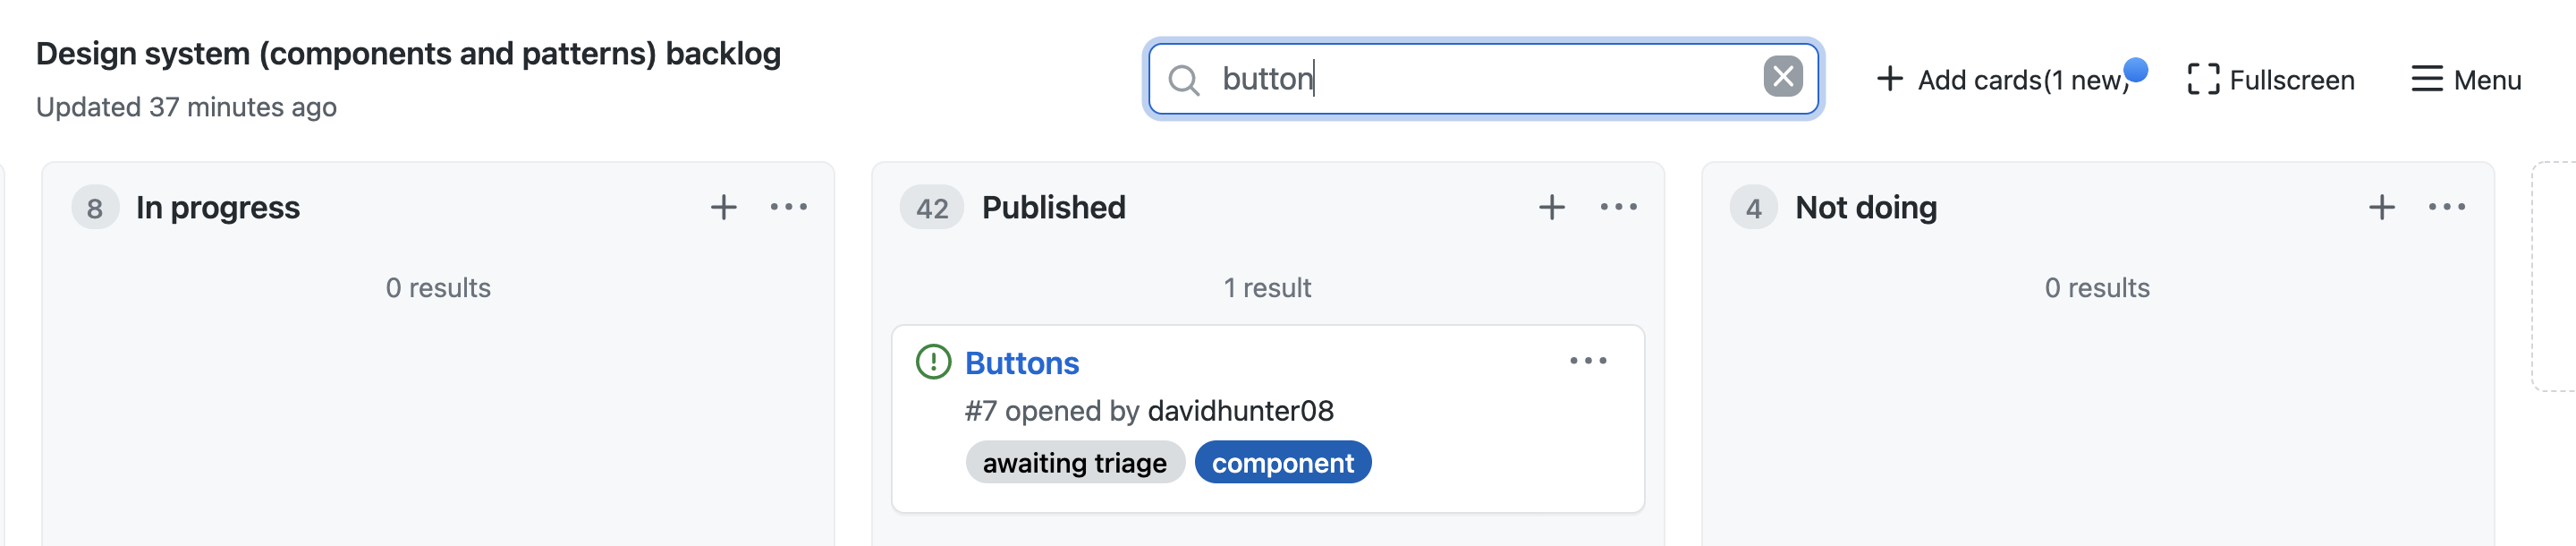 Design system (components and patterns) backlog
Updated 37 minutes ago
button
Add cards(1 new)
Fullscreen
Menu
8 In progress
0 results
42 Published
1 result
Buttons
#7 opened by davidhunter08
awaiting triage component
4 Not doing
0 results